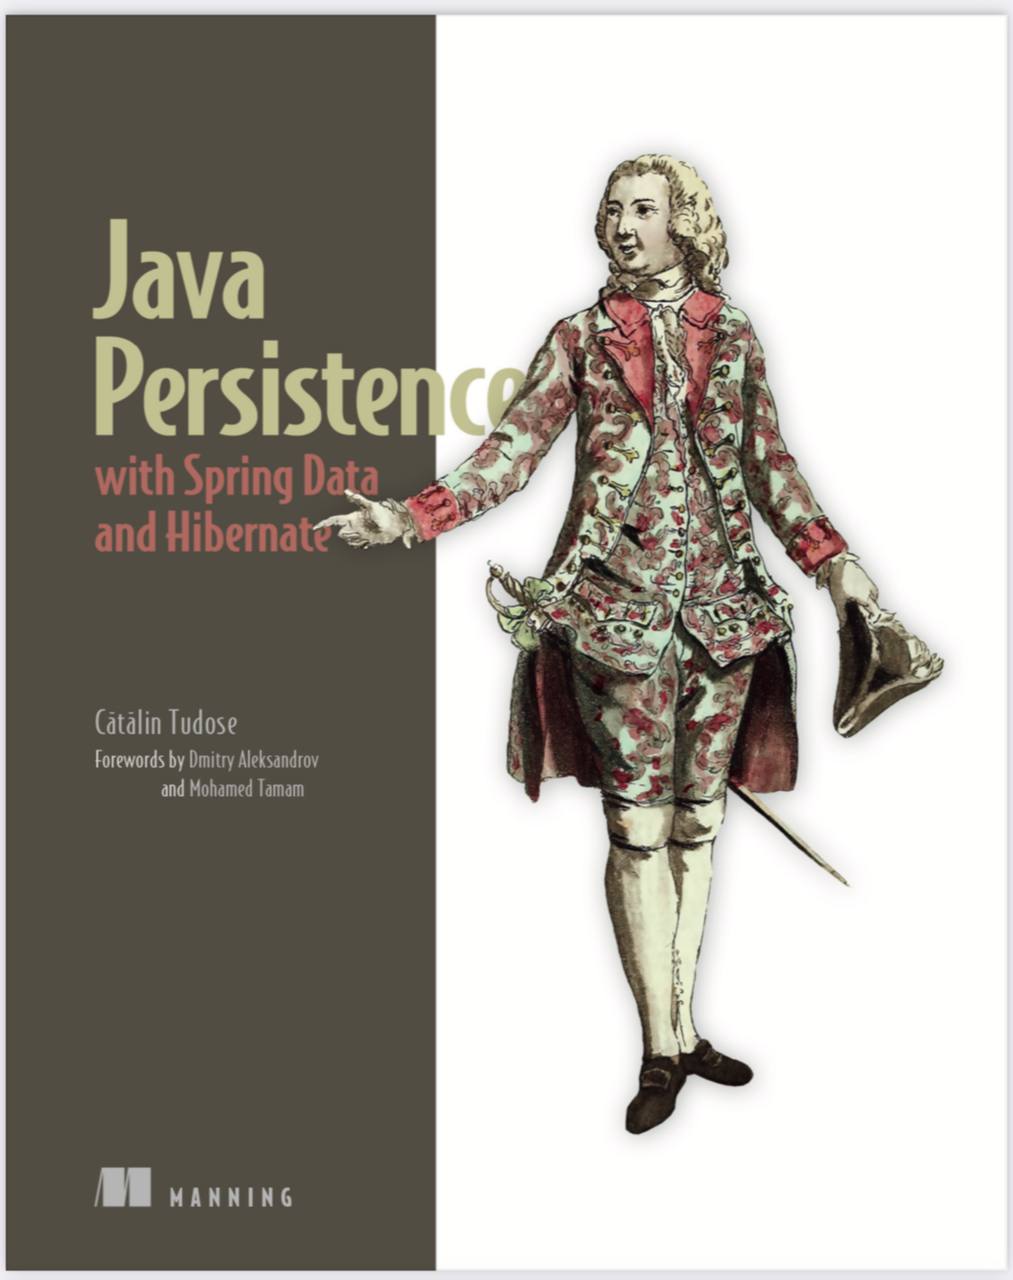 Java
Persistence
with Spring Data
and Hibernate
Cătălin Tudose
Forewords by Dmitry Aleksandrov
and Mohamed Tamam
MANNING